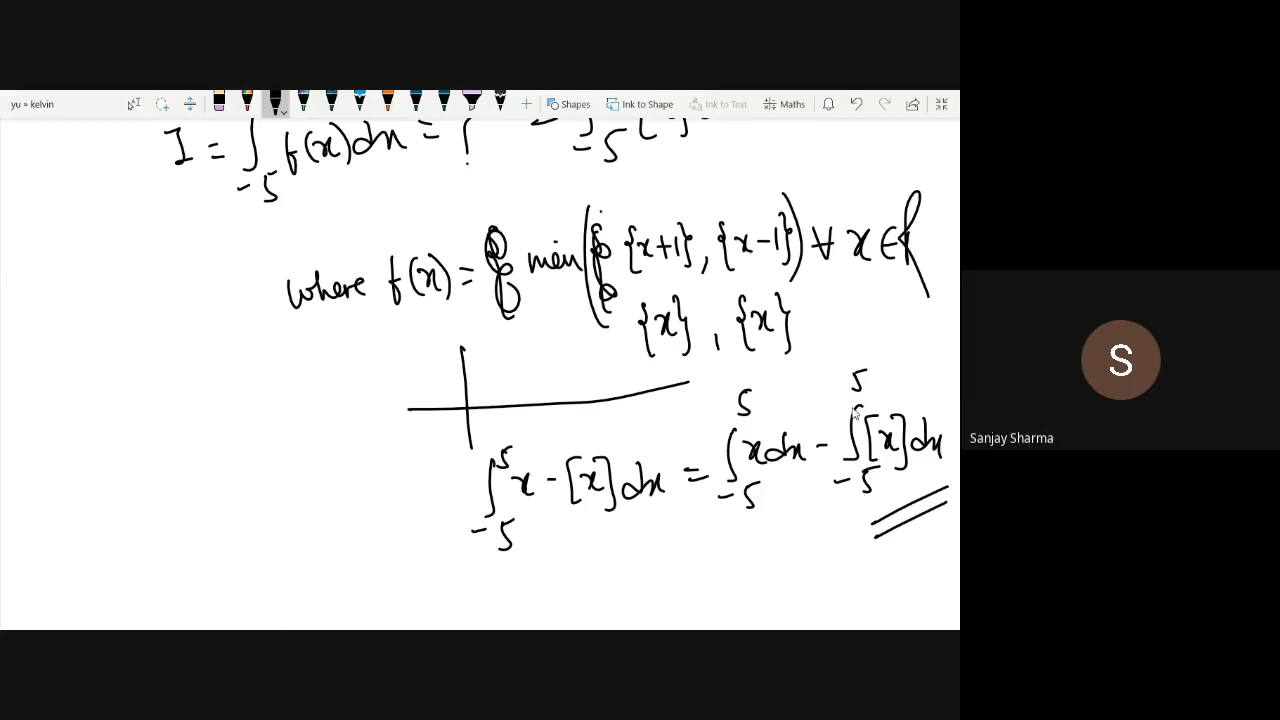 yu » kelvin Shapes Ink to Shape Ink to Text Maths
I = ∫ f(x)dx = ?
-5 -5
where f(x) = min( {x+1}, {x-1} ) ∀ x ∈ R
{x} , {x}
∫_{-5}^{5} x - [x] dx = ∫_{-5}^{5} x dx - ∫_{-5}^{5} [x] dx
Sanjay Sharma
S